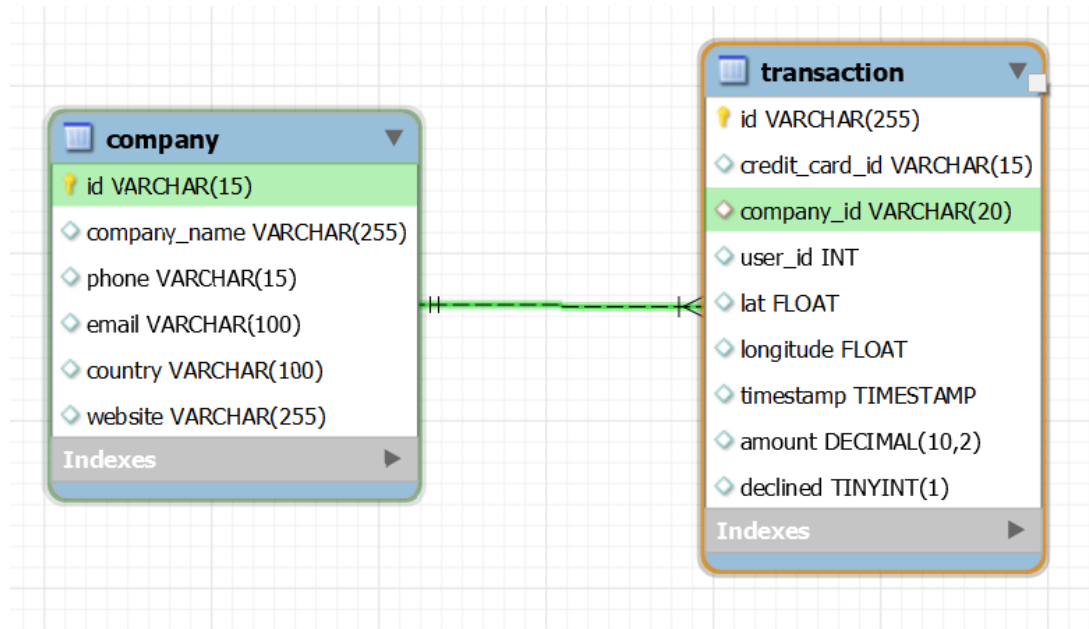 company
id VARCHAR(15)
company_name VARCHAR(255)
phone VARCHAR(15)
email VARCHAR(100)
country VARCHAR(100)
website VARCHAR(255)
Indexes
transaction
id VARCHAR(255)
credit_card_id VARCHAR(15)
company_id VARCHAR(20)
user_id INT
lat FLOAT
longitude FLOAT
timestamp TIMESTAMP
amount DECIMAL(10,2)
declined TINYINT(1)
Indexes